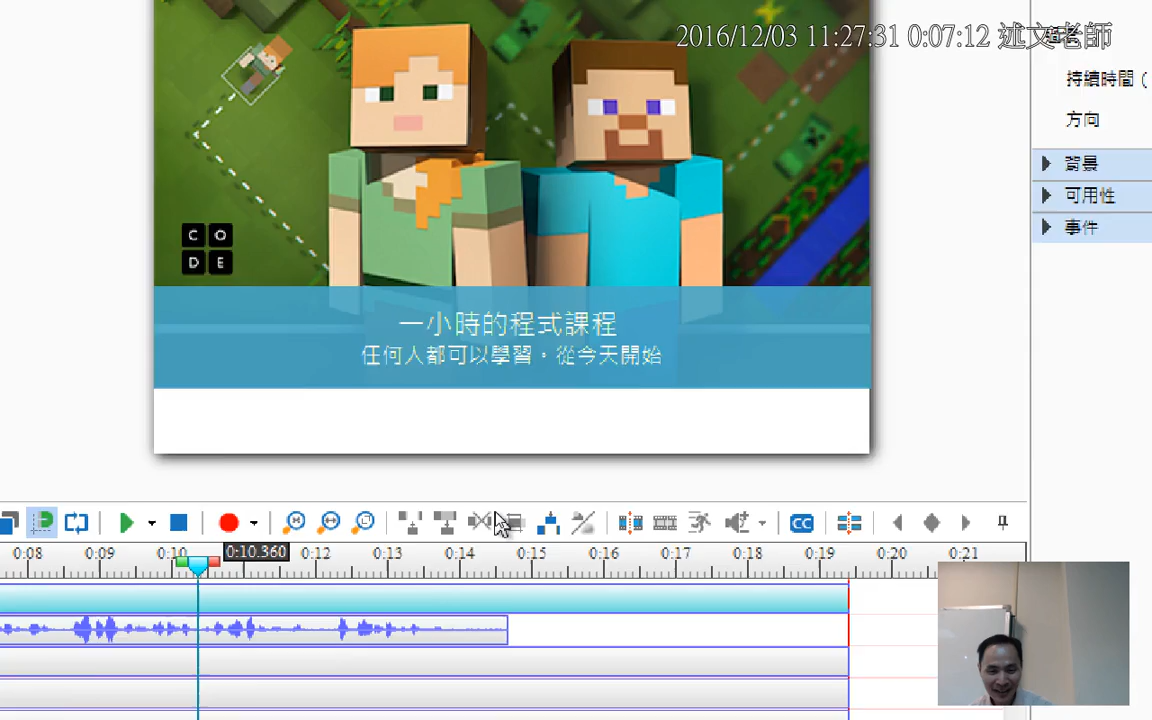 2016/12/03 11:27:31 0:07:12 述文老師
持續時間 (
方向
背景
可用性
事件
C O
D E
一小時的程式課程
任何人都可以學習，從今天開始
CC
0:08 0:09 0:10 0:10.360 0:12 0:13 0:14 0:15 0:16 0:17 0:18 0:19 0:20 0:21